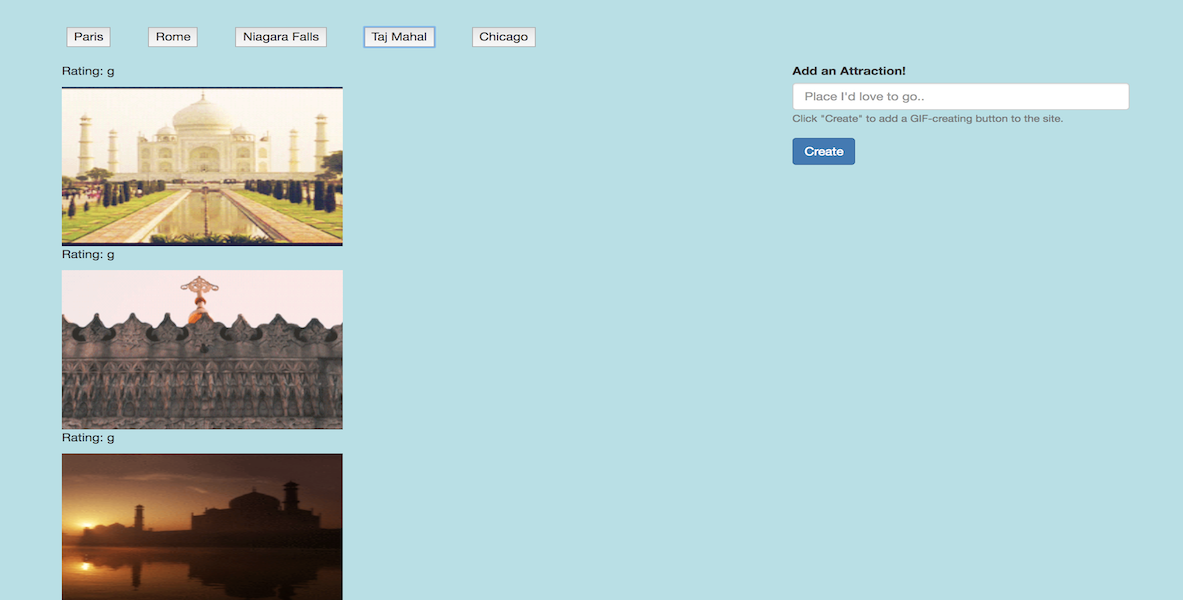 Paris
Rome
Niagara Falls
Taj Mahal
Chicago
Rating: g
Rating: g
Rating: g
Add an Attraction!
Place I'd love to go..
Click "Create" to add a GIF-creating button to the site.
Create